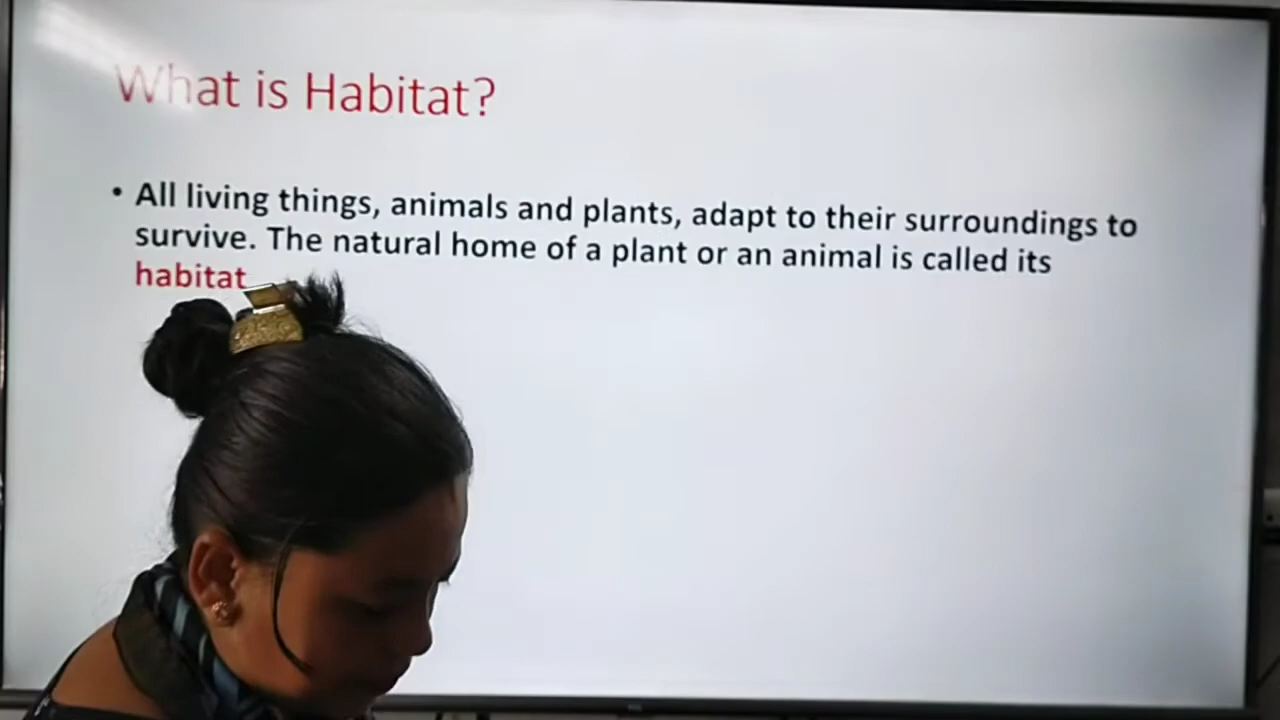 What is Habitat?
• All living things, animals and plants, adapt to their surroundings to
survive. The natural home of a plant or an animal is called its
habitat